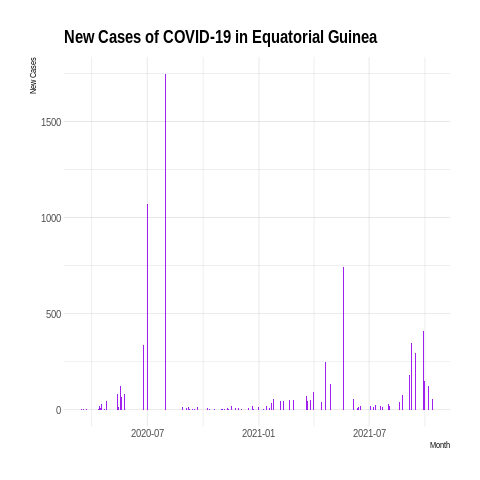 New Cases of COVID-19 in Equatorial Guinea
New Cases
1500
1000
500
0
2020-07 2021-01 2021-07
Month